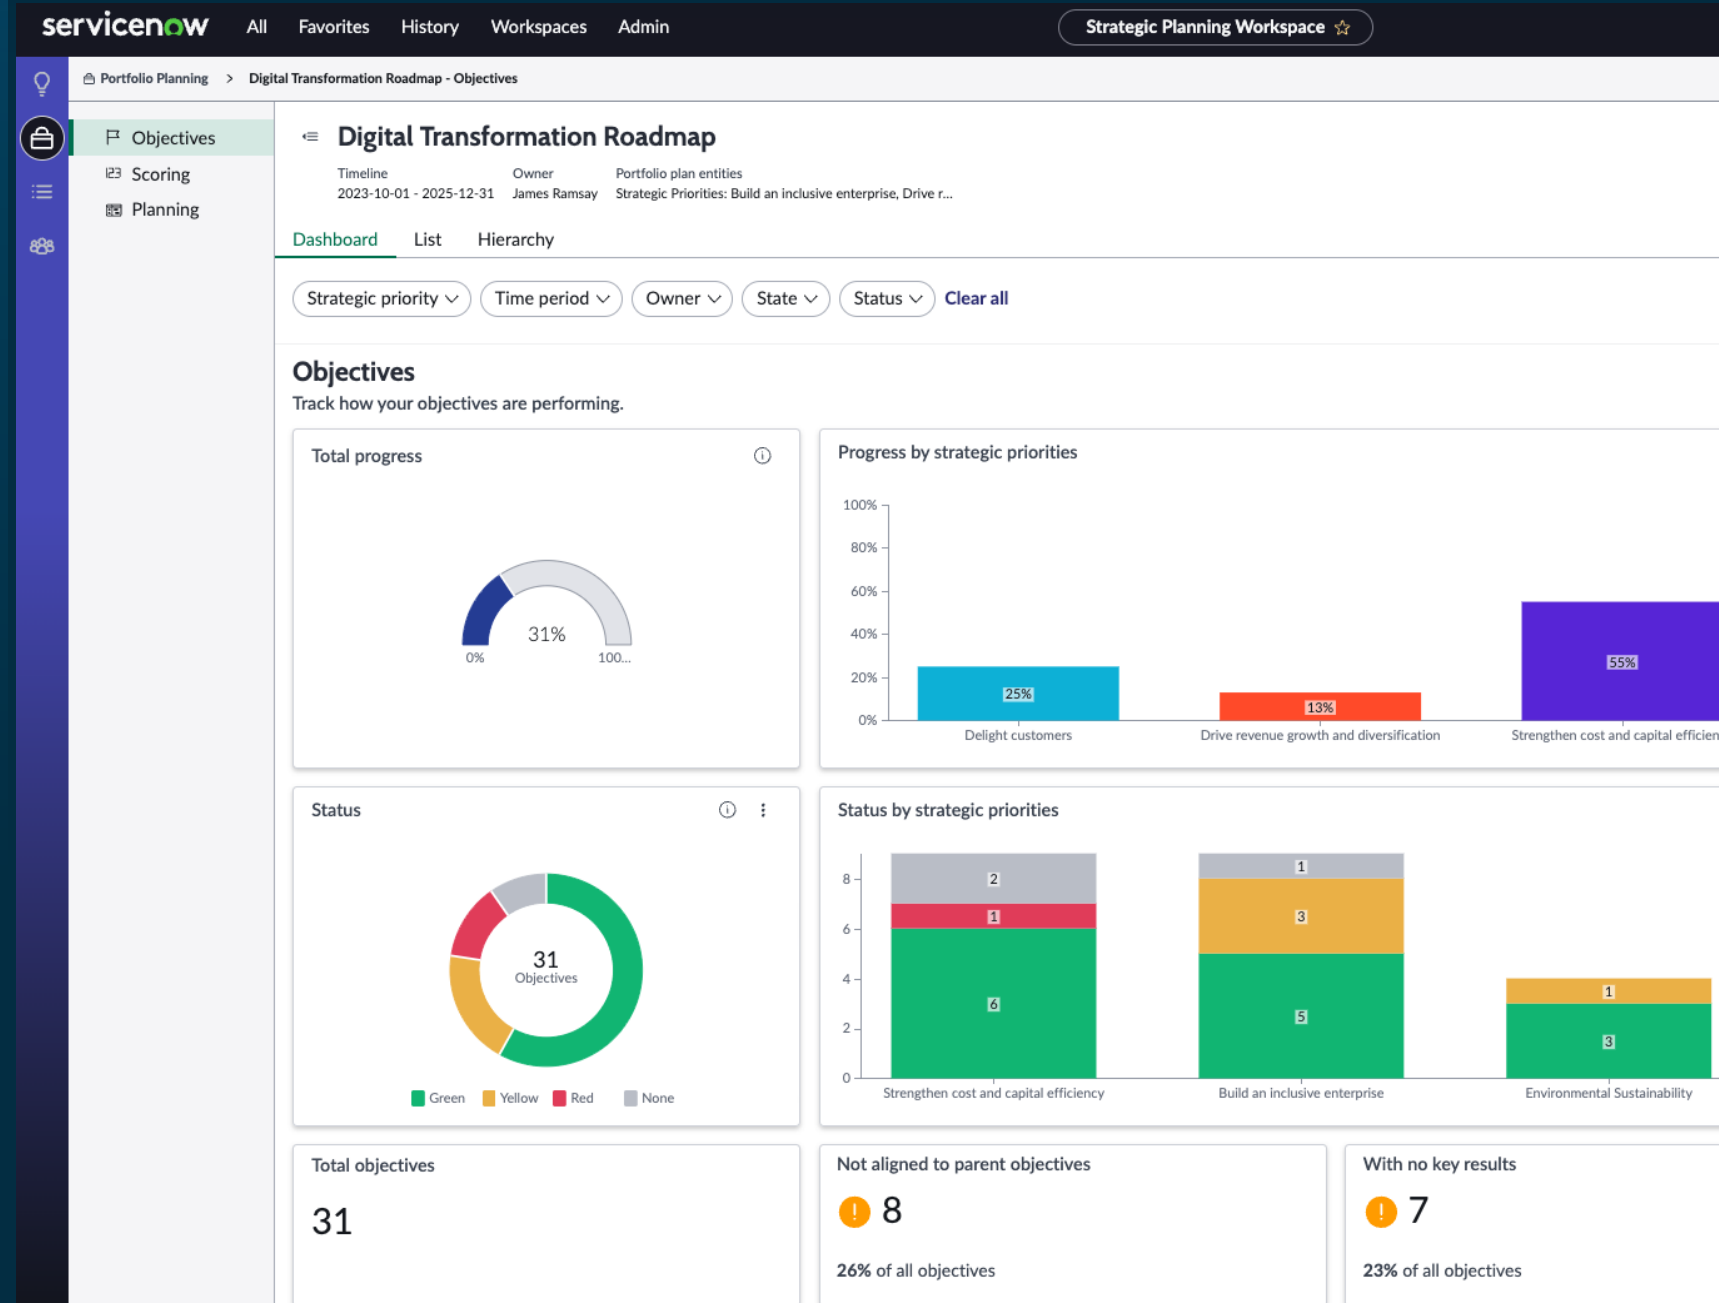 servicenow All Favorites History Workspaces Admin Strategic Planning Workspace
Portfolio Planning > Digital Transformation Roadmap - Objectives
Objectives
Scoring
Planning
Digital Transformation Roadmap
Timeline Owner Portfolio plan entities
2023-10-01 - 2025-12-31 James Ramsay Strategic Priorities: Build an inclusive enterprise, Drive r...
Dashboard List Hierarchy
Strategic priority Time period Owner State Status Clear all
Objectives
Track how your objectives are performing.
Total progress
31%
0% 100...
Progress by strategic priorities
100%
80%
60%
40%
20%
0%
25%
13%
55%
Delight customers
Drive revenue growth and diversification
Strengthen cost and capital efficien
Status
31
Objectives
Green Yellow Red None
Status by strategic priorities
8
6
4
2
0
2
1
6
1
3
5
1
3
Strengthen cost and capital efficiency
Build an inclusive enterprise
Environmental Sustainability
Total objectives
31
Not aligned to parent objectives
! 8
26% of all objectives
With no key results
! 7
23% of all objectives